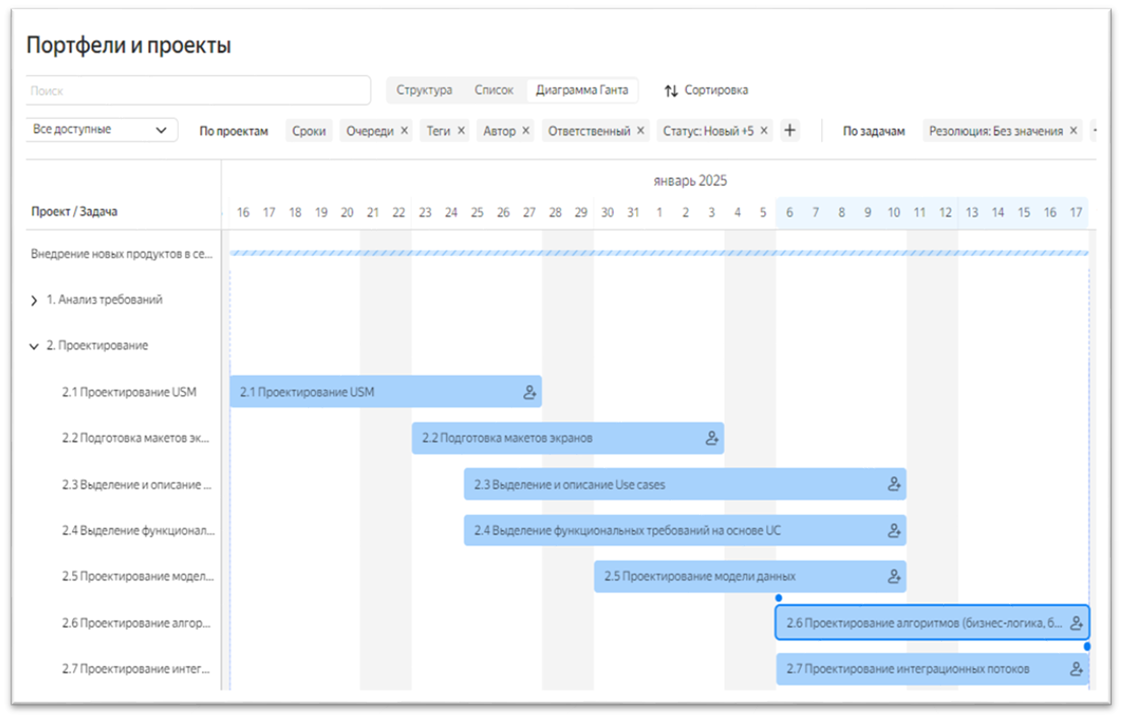 Портфели и проекты
Поиск
Структура Список Диаграмма Ганта Сортировка
Все доступные По проектам Сроки Очереди × Теги × Автор × Ответственный × Статус: Новый +5 × + По задачам Резолюция: Без значения ×
январь 2025
Проект / Задача 16 17 18 19 20 21 22 23 24 25 26 27 28 29 30 31 1 2 3 4 5 6 7 8 9 10 11 12 13 14 15 16 17
Внедрение новых продуктов в се...
1. Анализ требований
2. Проектирование
2.1 Проектирование USM 2.1 Проектирование USM
2.2 Подготовка макетов эк... 2.2 Подготовка макетов экранов
2.3 Выделение и описание ... 2.3 Выделение и описание Use cases
2.4 Выделение функционал... 2.4 Выделение функциональных требований на основе UC
2.5 Проектирование модел... 2.5 Проектирование модели данных
2.6 Проектирование алгор... 2.6 Проектирование алгоритмов (бизнес-логика, б...
2.7 Проектирование интег... 2.7 Проектирование интеграционных потоков